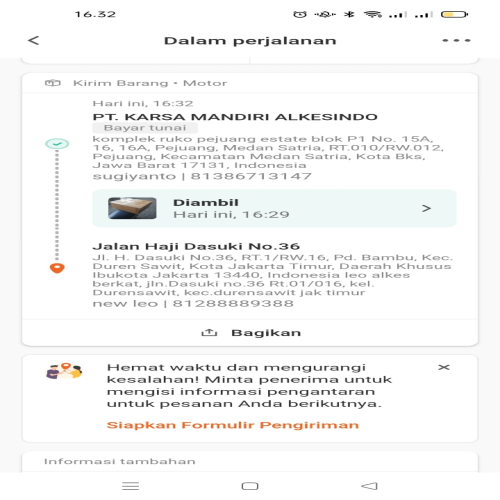 16.32
Dalam perjalanan
Kirim Barang • Motor
Hari ini, 16:32
PT. KARSA MANDIRI ALKESINDO
Bayar tunai
komplek ruko pejuang estate blok P1 No. 15A,
16, 16A, Pejuang, Medan Satria, RT.010/RW.012,
Pejuang, Kecamatan Medan Satria, Kota Bks,
Jawa Barat 17131, Indonesia
sugiyanto | 81386713147
Diambil
Hari ini, 16:29
Jalan Haji Dasuki No.36
Jl. H. Dasuki No.36, RT.1/RW.16, Pd. Bambu, Kec.
Duren Sawit, Kota Jakarta Timur, Daerah Khusus
Ibukota Jakarta 13440, Indonesia leo alkes
berkat, jln.Dasuki no.36 Rt.01/016, kel.
Durensawit, kec.durensawit jak timur
new leo | 81288889388
Bagikan
Hemat waktu dan mengurangi
kesalahan! Minta penerima untuk
mengisi informasi pengantaran
untuk pesanan Anda berikutnya.
Siapkan Formulir Pengiriman
Informasi tambahan